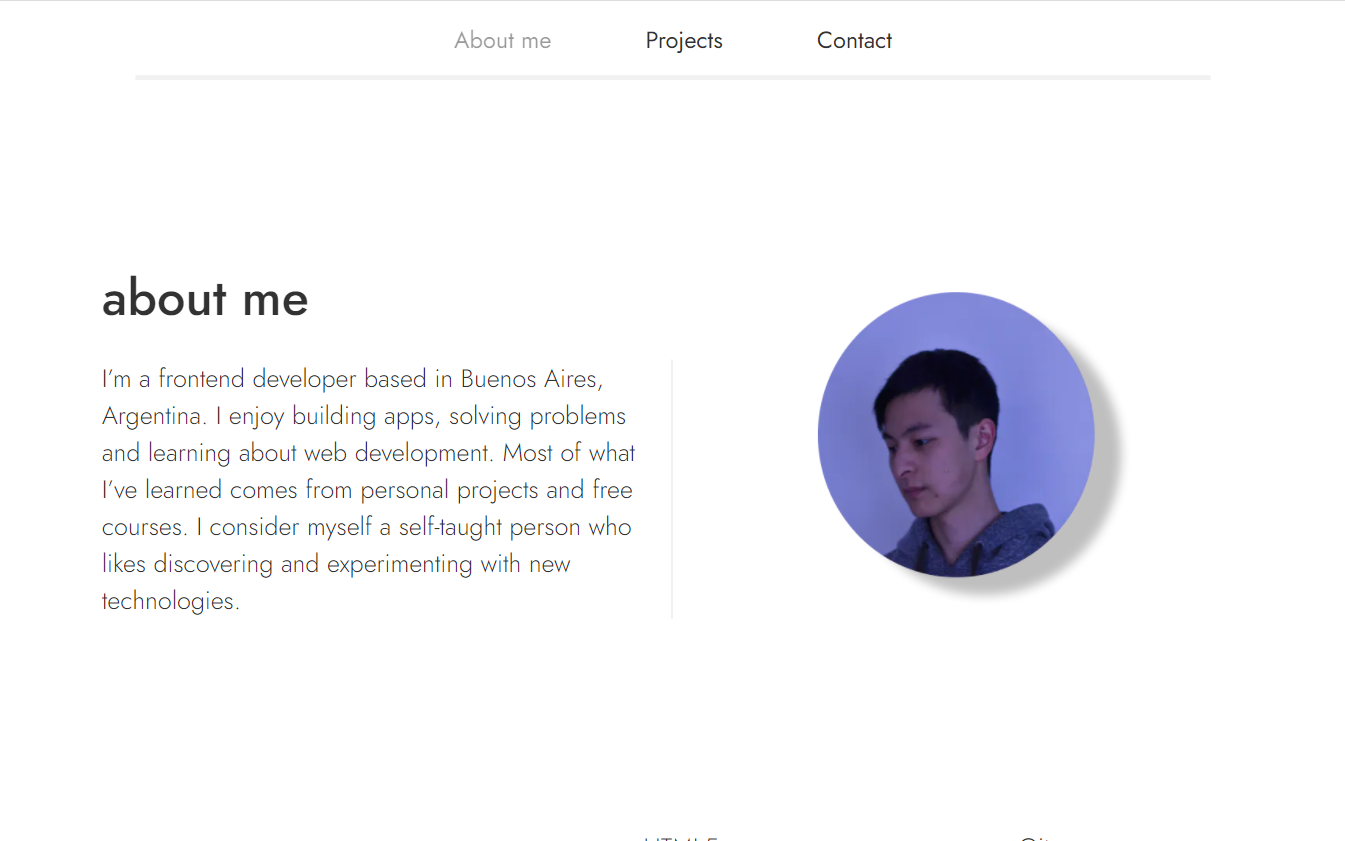 About me Projects Contact
about me
I’m a frontend developer based in Buenos Aires,
Argentina. I enjoy building apps, solving problems
and learning about web development. Most of what
I’ve learned comes from personal projects and free
courses. I consider myself a self-taught person who
likes discovering and experimenting with new
technologies.